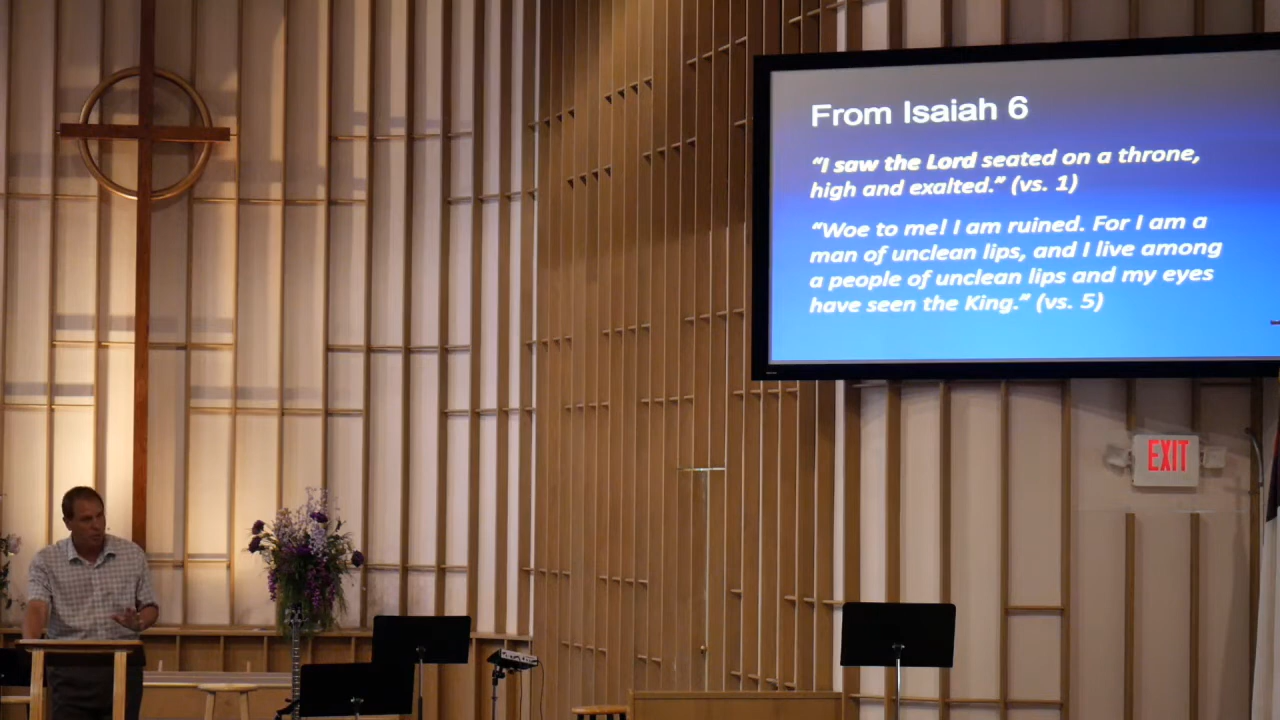 From Isaiah 6
“I saw the Lord seated on a throne,
high and exalted.” (vs. 1)
“Woe to me! I am ruined. For I am a
man of unclean lips, and I live among
a people of unclean lips and my eyes
have seen the King.” (vs. 5)
EXIT